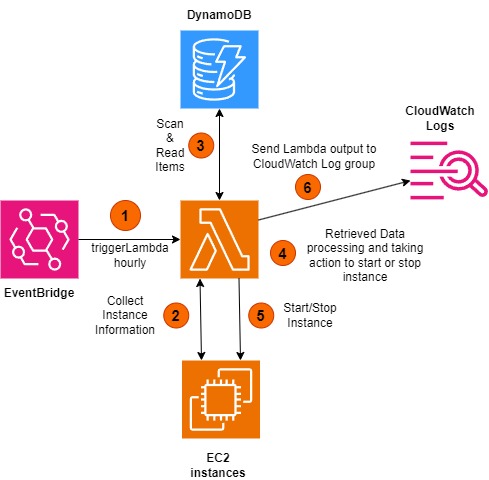 DynamoDB
Scan
&
Read
Items
3
CloudWatch
Logs
Send Lambda output to
CloudWatch Log group
6
1
triggerLambda
hourly
EventBridge
4
Retrieved Data
processing and taking
action to start or stop
instance
Collect
Instance
Information
2
5
Start/Stop
Instance
EC2
instances